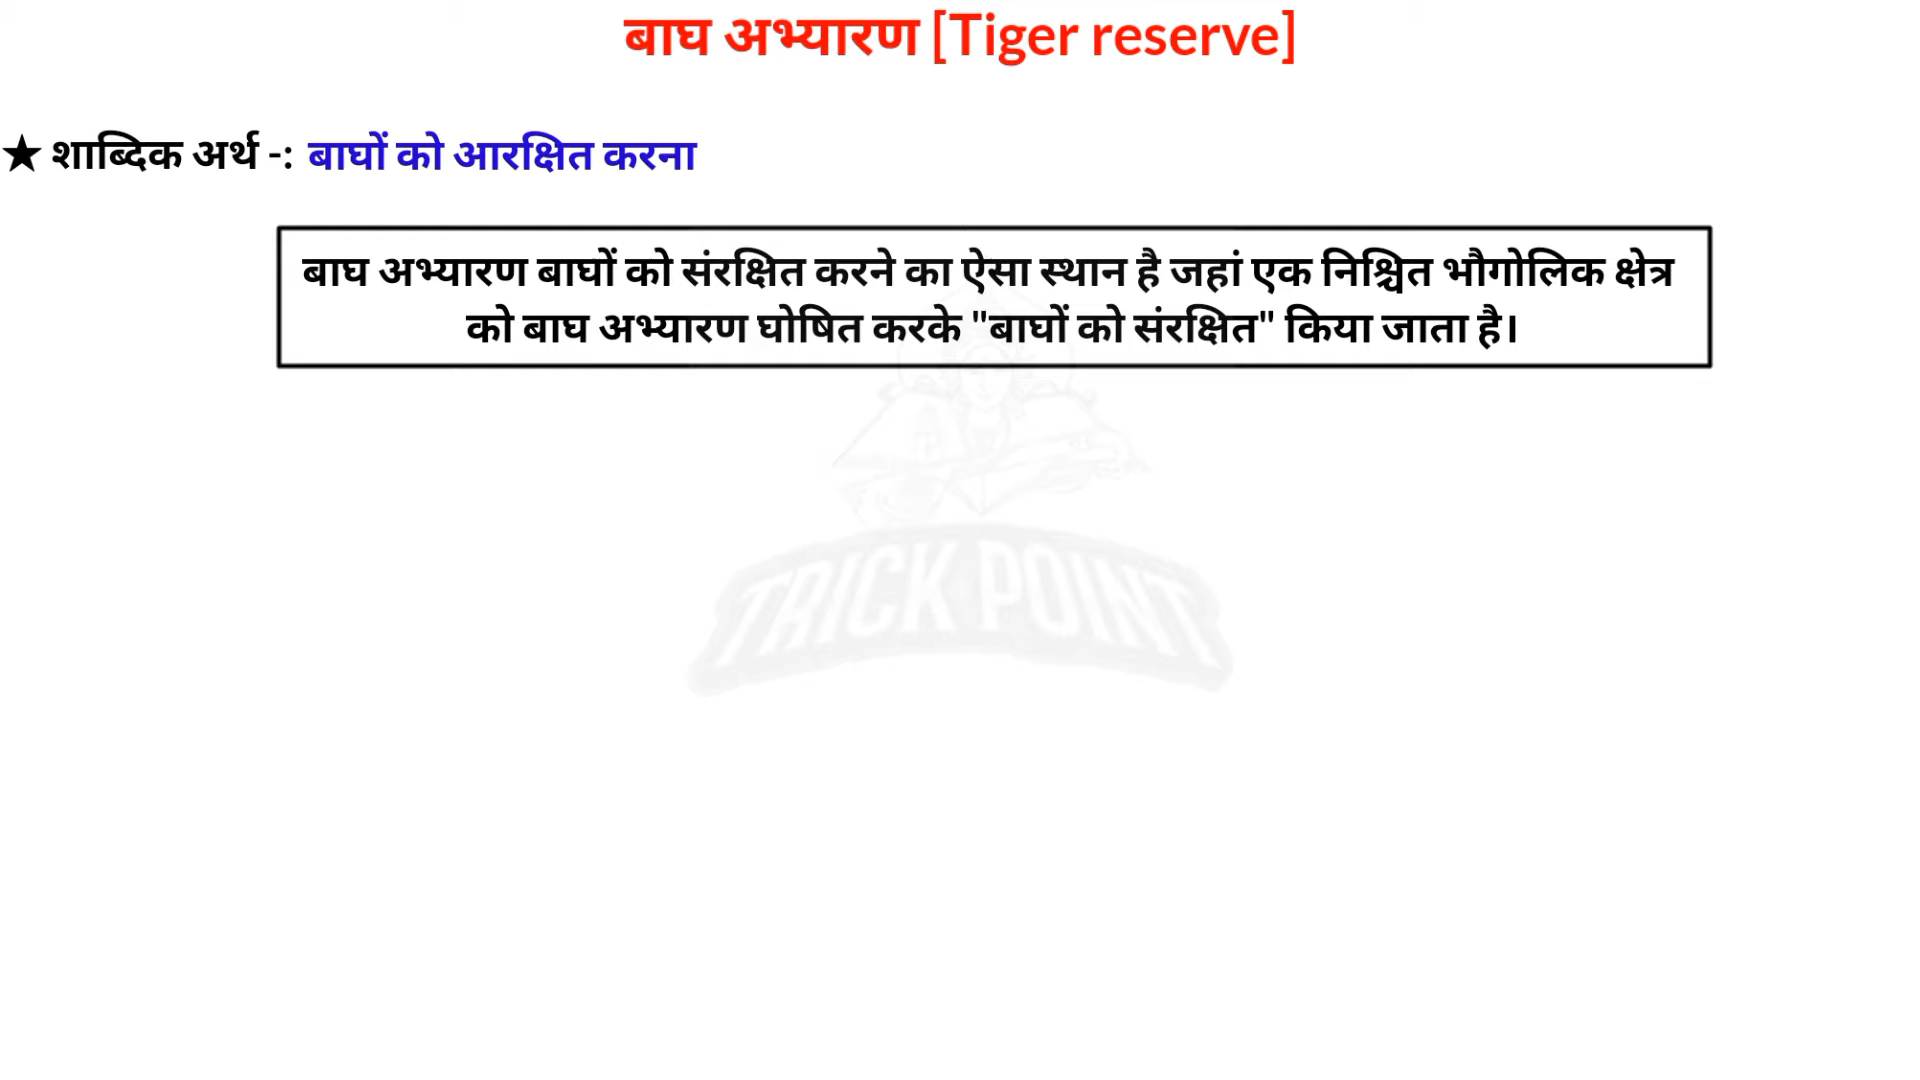 बाघ अभ्यारण [Tiger reserve]
★ शाब्दिक अर्थ -: बाघों को आरक्षित करना
बाघ अभ्यारण बाघों को संरक्षित करने का ऐसा स्थान है जहां एक निश्चित भौगोलिक क्षेत्र
को बाघ अभ्यारण घोषित करके "बाघों को संरक्षित" किया जाता है।
TRICK POINT